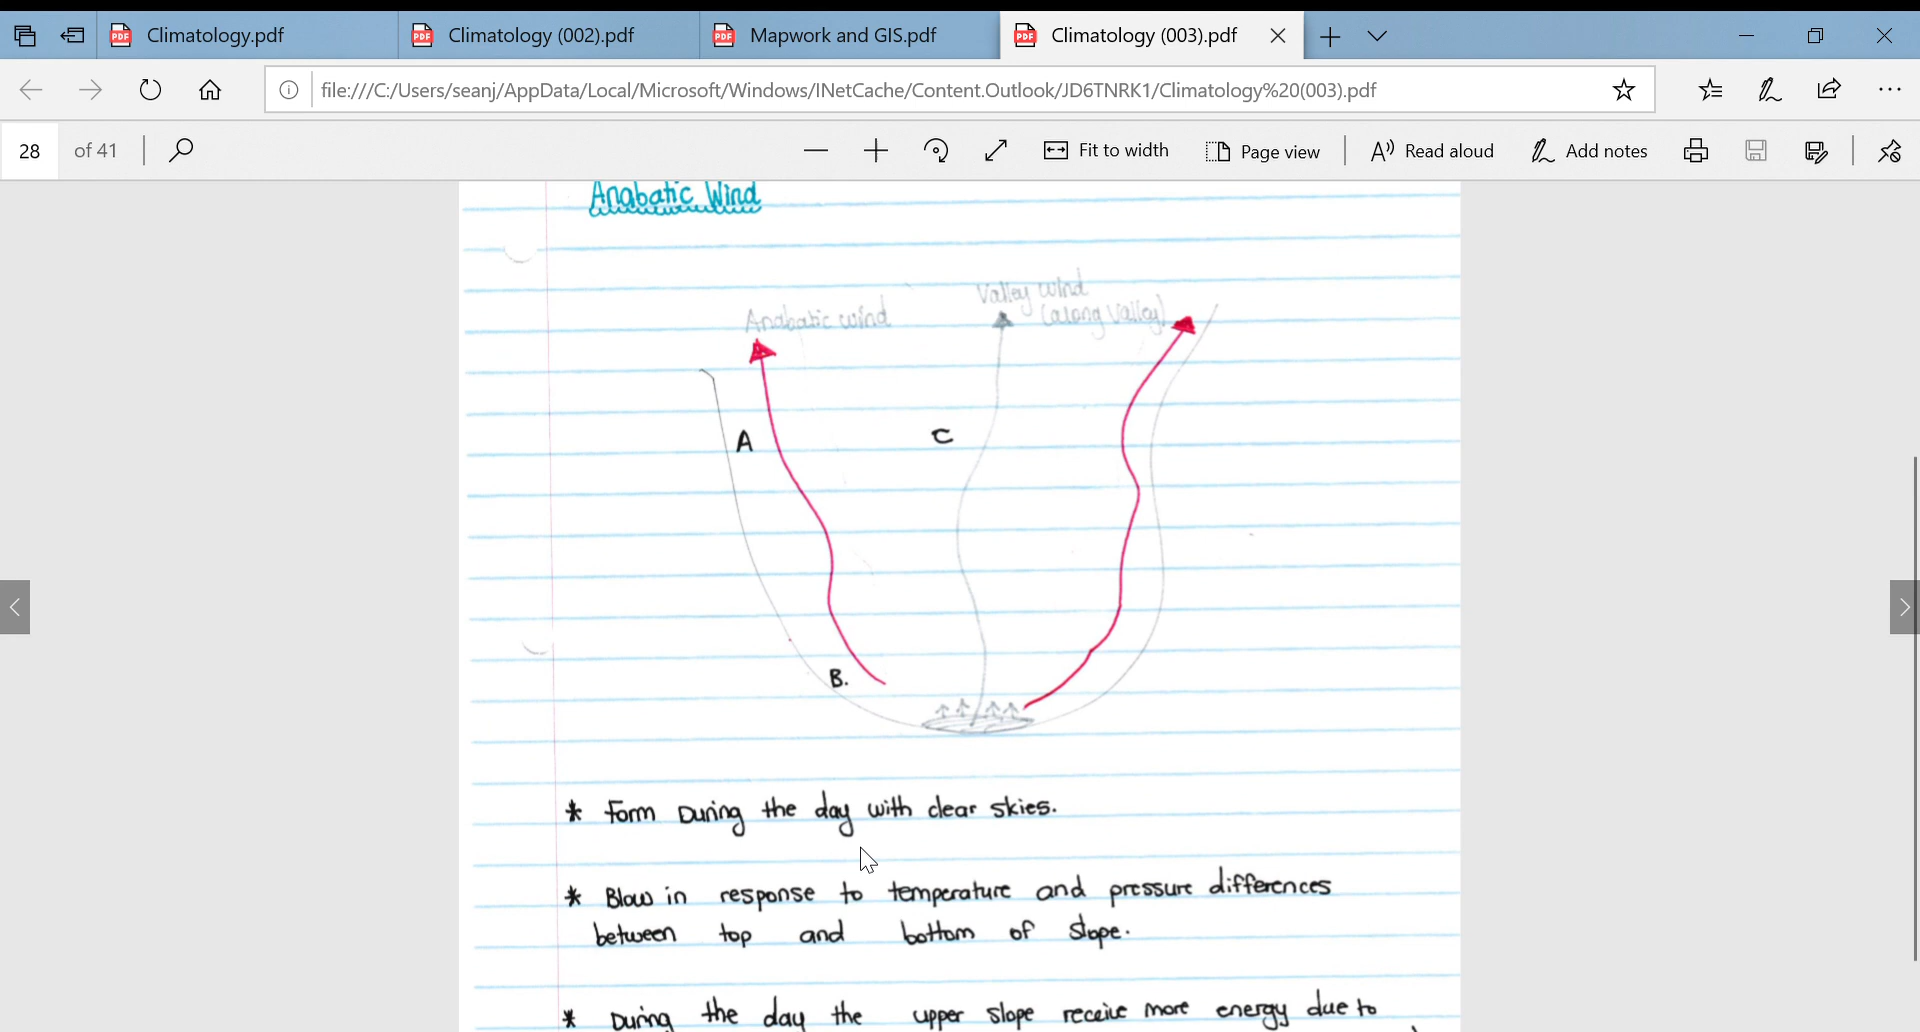 Climatology.pdf
Climatology (002).pdf
Mapwork and GIS.pdf
Climatology (003).pdf
file:///C:/Users/seanj/AppData/Local/Microsoft/Windows/INetCache/Content.Outlook/JD6TNRK1/Climatology%20(003).pdf
28 of 41
Fit to width
Page view
Read aloud
Add notes
Anabatic Wind
Valley wind
(along valley)
Anabatic wind
A
C
B.
* Form During the day with clear skies.
* Blow in response to temperature and pressure differences
between top and bottom of slope.
* During the day the upper slope receive more energy due to